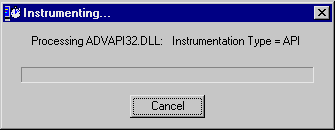 Instrumenting...
Processing ADVAPI32.DLL: Instrumentation Type = API
Cancel